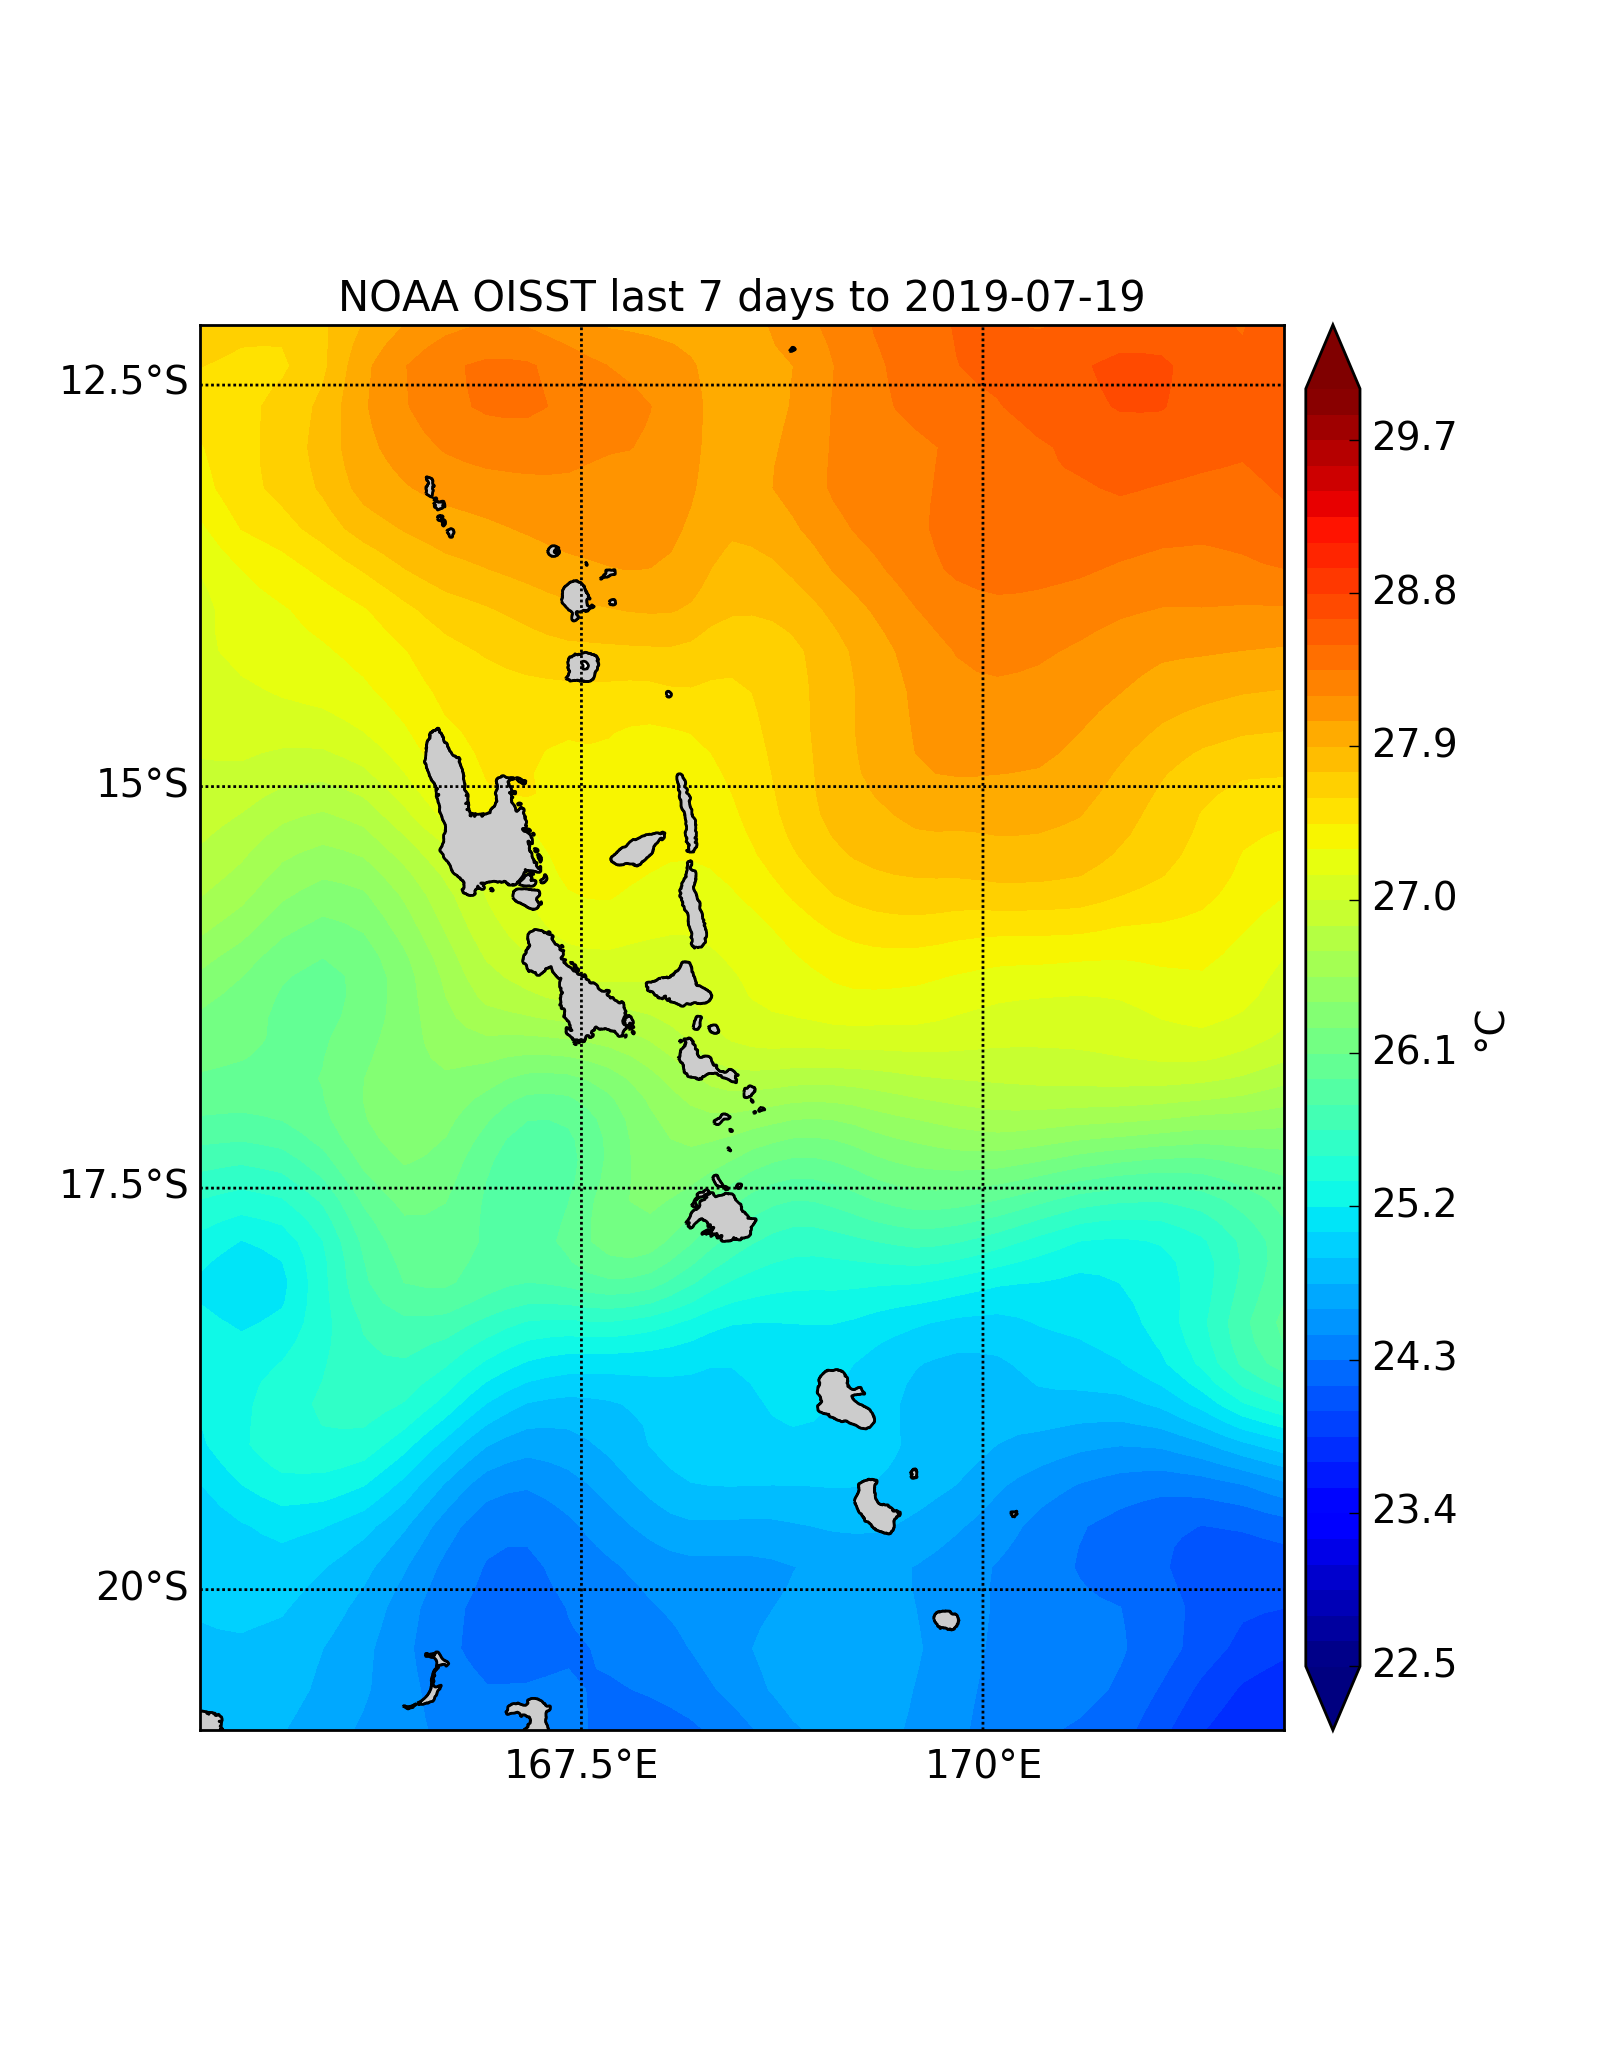 NOAA OISST last 7 days to 2019-07-19
12.5°S
15°S
17.5°S
20°S
167.5°E
170°E
29.7
28.8
27.9
27.0
26.1
25.2
24.3
23.4
22.5
°C